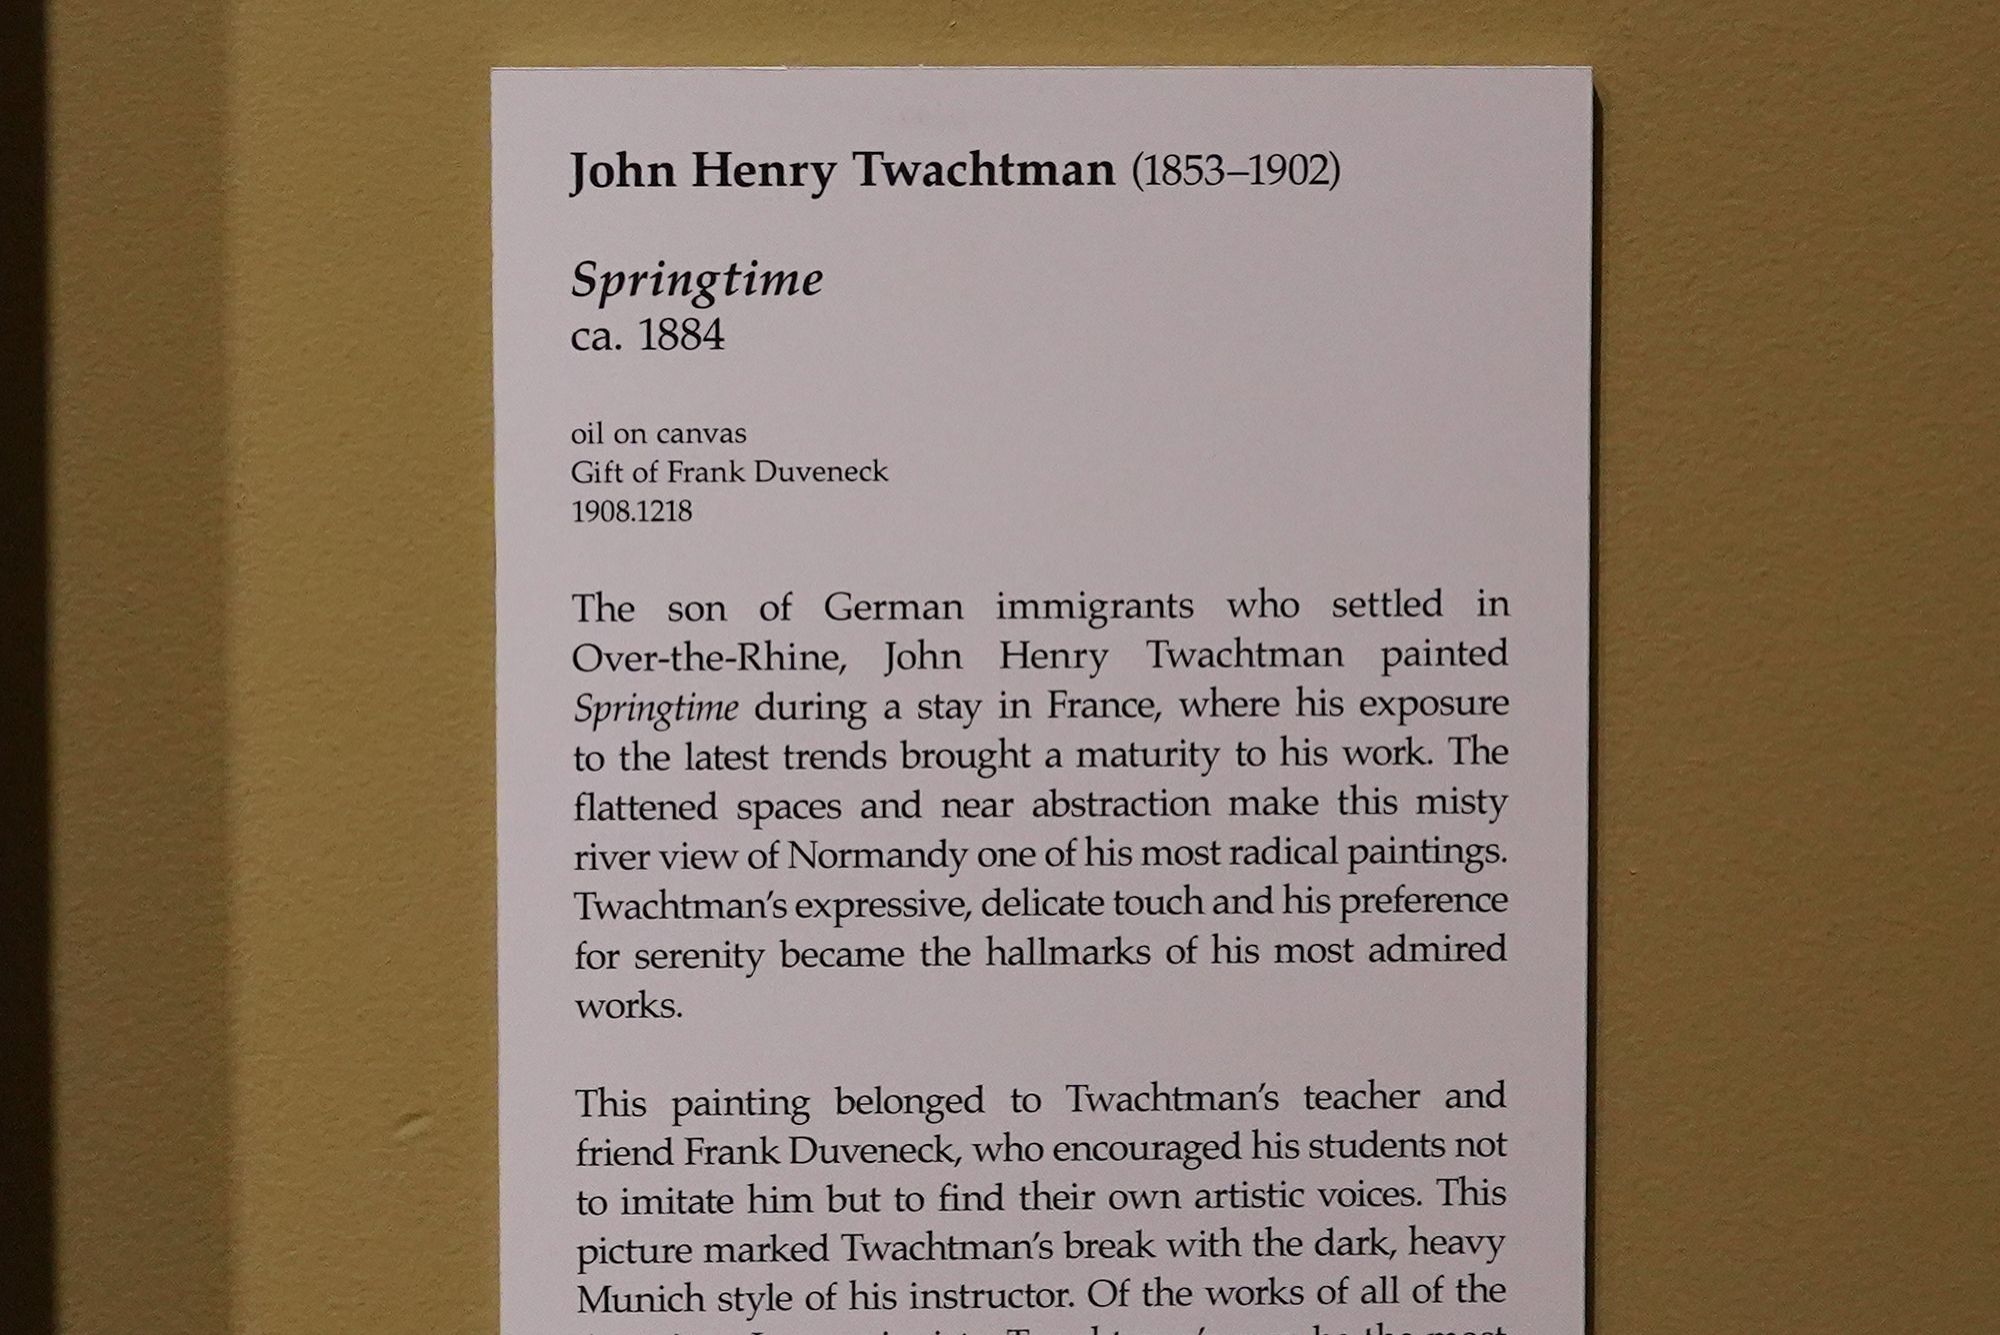 John Henry Twachtman (1853–1902)
Springtime
ca. 1884
oil on canvas
Gift of Frank Duveneck
1908.1218
The son of German immigrants who settled in
Over-the-Rhine, John Henry Twachtman painted
Springtime during a stay in France, where his exposure
to the latest trends brought a maturity to his work. The
flattened spaces and near abstraction make this misty
river view of Normandy one of his most radical paintings.
Twachtman’s expressive, delicate touch and his preference
for serenity became the hallmarks of his most admired
works.
This painting belonged to Twachtman’s teacher and
friend Frank Duveneck, who encouraged his students not
to imitate him but to find their own artistic voices. This
picture marked Twachtman’s break with the dark, heavy
Munich style of his instructor. Of the works of all of the